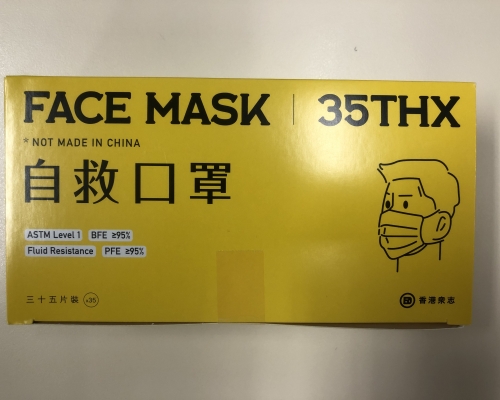 FACE MASK | 35THX
*NOT MADE IN CHINA
自救口罩
ASTM Level 1 BFE ≥95%
Fluid Resistance PFE ≥95%
三十五片裝 x35
香港眾志